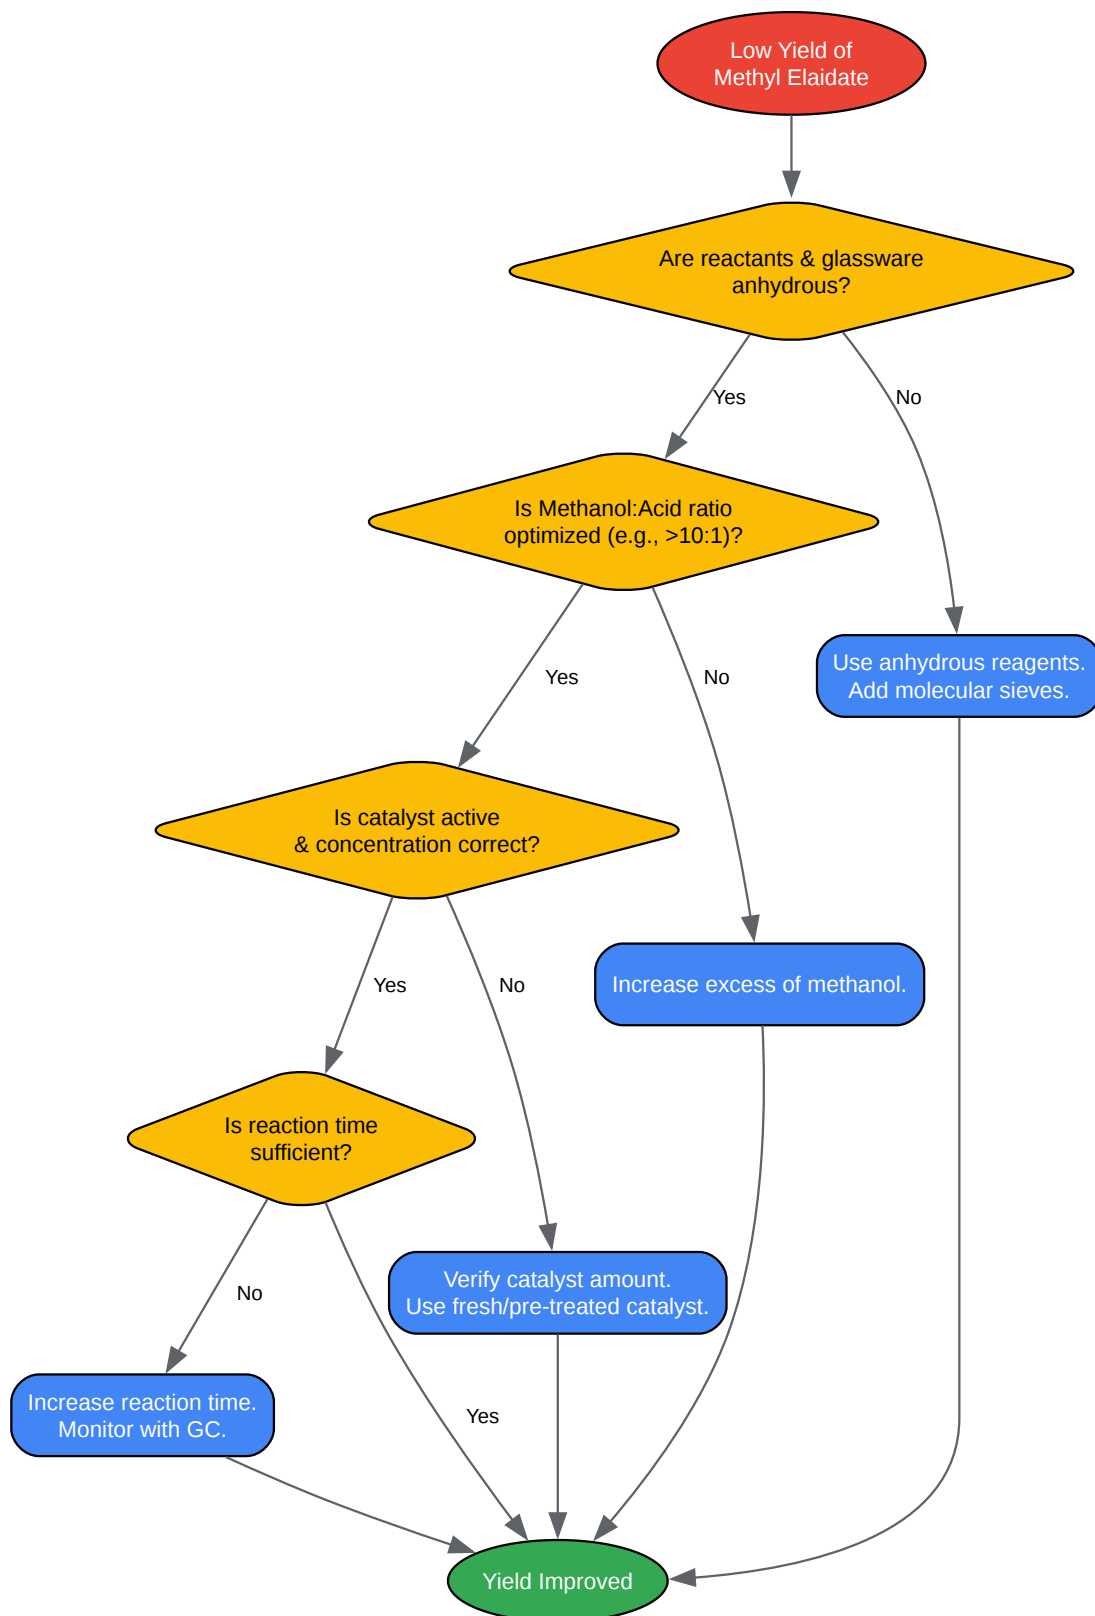 Low Yield of
Methyl Elaidate
Are reactants & glassware
anhydrous?
Yes
No
Is Methanol:Acid ratio
optimized (e.g., >10:1)?
Yes
No
Use anhydrous reagents.
Add molecular sieves.
Is catalyst active
& concentration correct?
Yes
No
Increase excess of methanol.
Is reaction time
sufficient?
No
Yes
Verify catalyst amount.
Use fresh/pre-treated catalyst.
Increase reaction time.
Monitor with GC.
Yield Improved